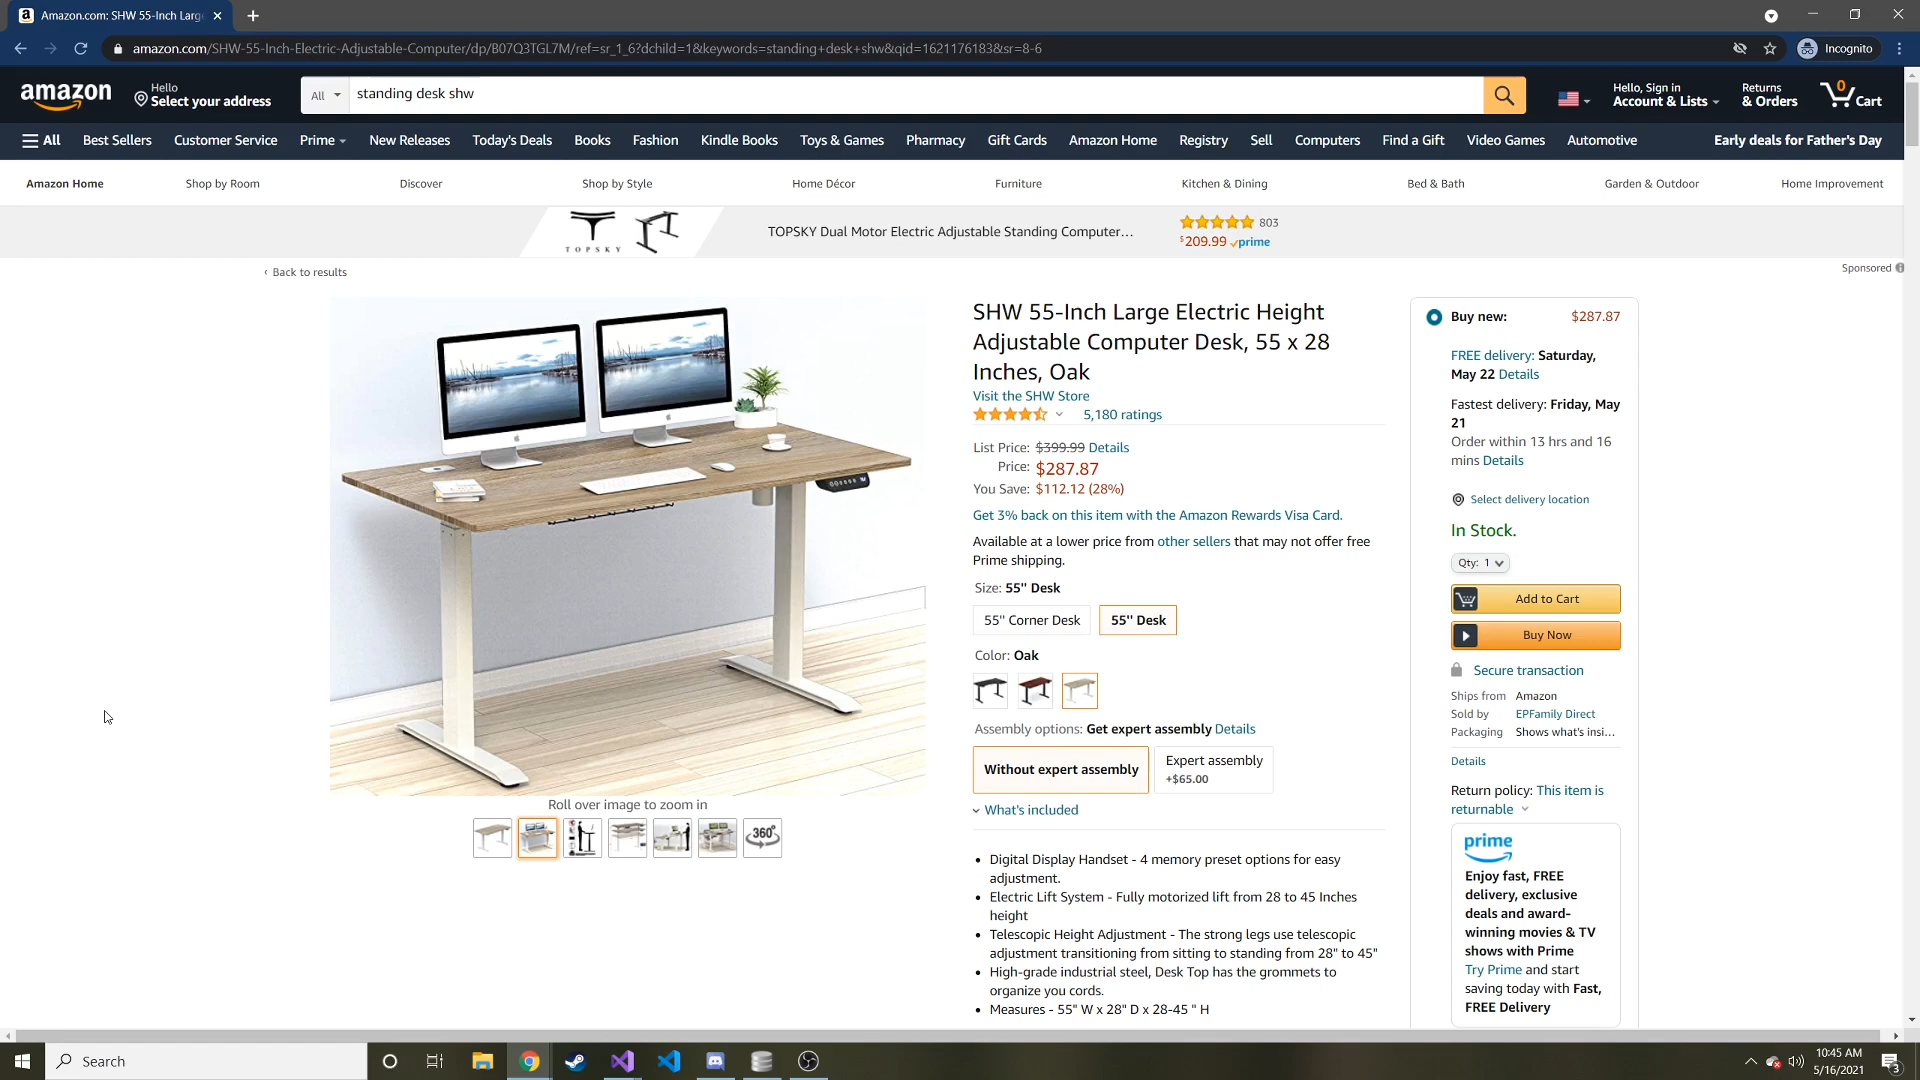 Amazon.com: SHW 55-Inch Larg
amazon.com/SHW-55-Inch-Electric-Adjustable-Computer/dp/B07Q3TGL7M/ref=sr_1_6?dchild=1&keywords=standing+desk+shw&qid=1621176183&sr=8-6
Incognito
amazon
Hello
Select your address
All
standing desk shw
Hello, Sign in
Account & Lists
Returns
& Orders
0
Cart
All
Best Sellers
Customer Service
Prime
New Releases
Today's Deals
Books
Fashion
Kindle Books
Toys & Games
Pharmacy
Gift Cards
Amazon Home
Registry
Sell
Computers
Find a Gift
Video Games
Automotive
Early deals for Father's Day
Amazon Home
Shop by Room
Discover
Shop by Style
Home Décor
Furniture
Kitchen & Dining
Bed & Bath
Garden & Outdoor
Home Improvement
TOPSKY
TOPSKY Dual Motor Electric Adjustable Standing Computer…
803
$209.99 prime
Sponsored
‹ Back to results
Roll over image to zoom in
360°
SHW 55-Inch Large Electric Height
Adjustable Computer Desk, 55 x 28
Inches, Oak
Visit the SHW Store
5,180 ratings
List Price: $399.99 Details
Price: $287.87
You Save: $112.12 (28%)
Get 3% back on this item with the Amazon Rewards Visa Card.
Available at a lower price from other sellers that may not offer free
Prime shipping.
Size: 55'' Desk
55'' Corner Desk
55'' Desk
Color: Oak
Assembly options: Get expert assembly Details
Without expert assembly
Expert assembly
+$65.00
What's included
• Digital Display Handset - 4 memory preset options for easy
adjustment.
• Electric Lift System - Fully motorized lift from 28 to 45 Inches
height
• Telescopic Height Adjustment - The strong legs use telescopic
adjustment transitioning from sitting to standing from 28" to 45"
• High-grade industrial steel, Desk Top has the grommets to
organize you cords.
• Measures - 55" W x 28" D x 28-45 " H
Buy new:
$287.87
FREE delivery: Saturday,
May 22 Details
Fastest delivery: Friday, May
21
Order within 13 hrs and 16
mins Details
Select delivery location
In Stock.
Qty: 1
Add to Cart
Buy Now
Secure transaction
Ships from Amazon
Sold by EPFamily Direct
Packaging Shows what's insi...
Details
Return policy: This item is
returnable
prime
Enjoy fast, FREE
delivery, exclusive
deals and award-
winning movies & TV
shows with Prime
Try Prime and start
saving today with Fast,
FREE Delivery
Search
10:45 AM
5/16/2021
3